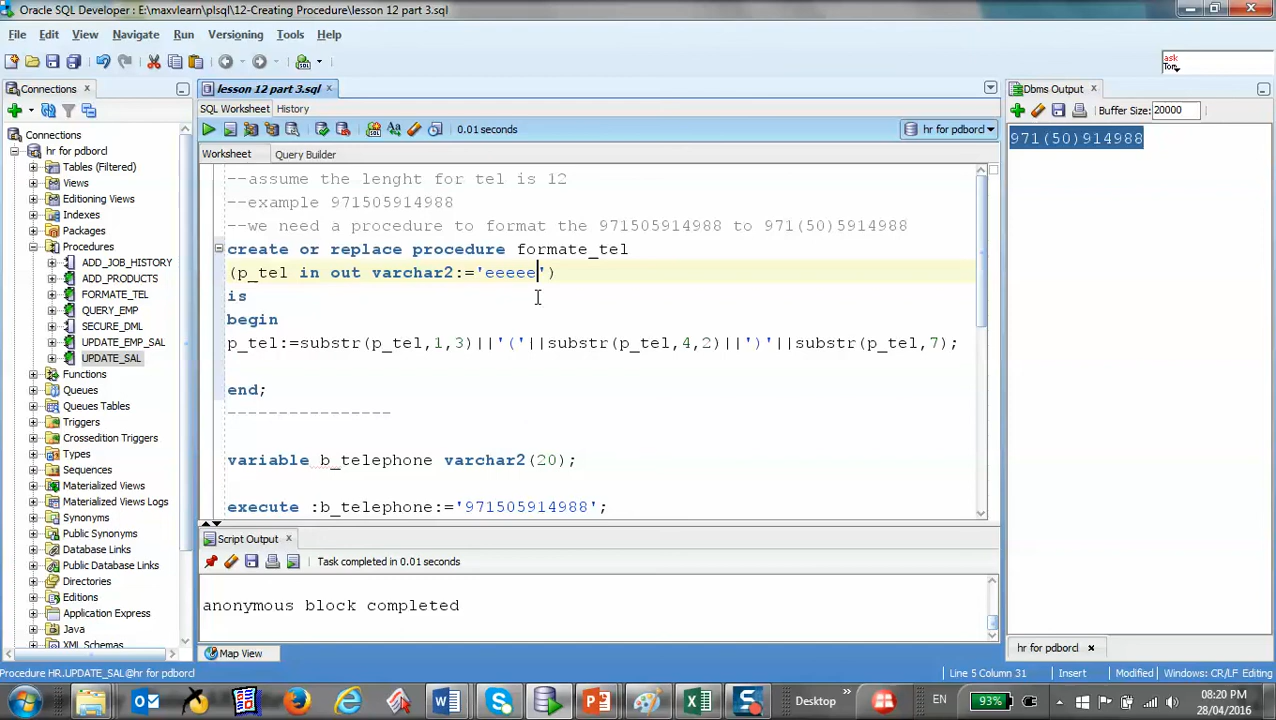 Oracle SQL Developer : E:\maxvlearn\plsql\12-Creating Procedure\lesson 12 part 3.sql
File Edit View Navigate Run Versioning Tools Help
ask
Tom
Connections
Connections
hr for pdborcl
Tables (Filtered)
Views
Editioning Views
Indexes
Packages
Procedures
ADD_JOB_HISTORY
ADD_PRODUCTS
FORMATE_TEL
QUERY_EMP
SECURE_DML
UPDATE_EMP_SAL
UPDATE_SAL
Functions
Queues
Queues Tables
Triggers
Crossedition Triggers
Types
Sequences
Materialized Views
Materialized Views Logs
Synonyms
Public Synonyms
Database Links
Public Database Links
Directories
Editions
Application Express
Java
XML Schemas
lesson 12 part 3.sql
SQL Worksheet History
0.01 seconds
hr for pdborcl
Worksheet Query Builder
--assume the lenght for tel is 12
--example 971505914988
--we need a procedure to format the 971505914988 to 971(50)5914988
create or replace procedure formate_tel
(p_tel in out varchar2:='eeeee')
is
begin
p_tel:=substr(p_tel,1,3)||'('||substr(p_tel,4,2)||')'||substr(p_tel,7);
end;
----------------
variable b_telephone varchar2(20);
execute :b_telephone:='971505914988';
Script Output
Task completed in 0.01 seconds
anonymous block completed
Map View
Dbms Output
Buffer Size: 20000
971(50)914988
hr for pdborcl
Procedure HR.UPDATE_SAL@hr for pdborcl
Line 5 Column 31 Insert Modified Windows: CR/LF Editing
Desktop EN 93% 08:20 PM
28/04/2016